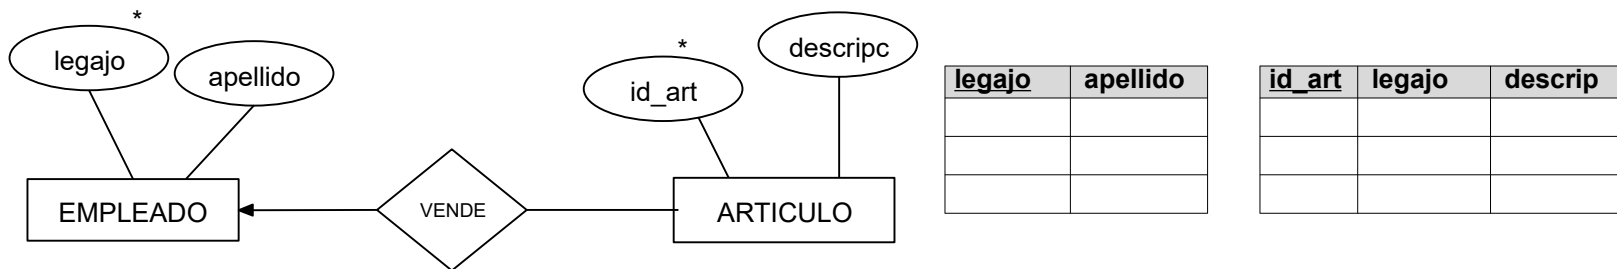 *
legajo
apellido
EMPLEADO
VENDE
*
id_art
descripc
ARTICULO
legajo apellido
id_art legajo descrip